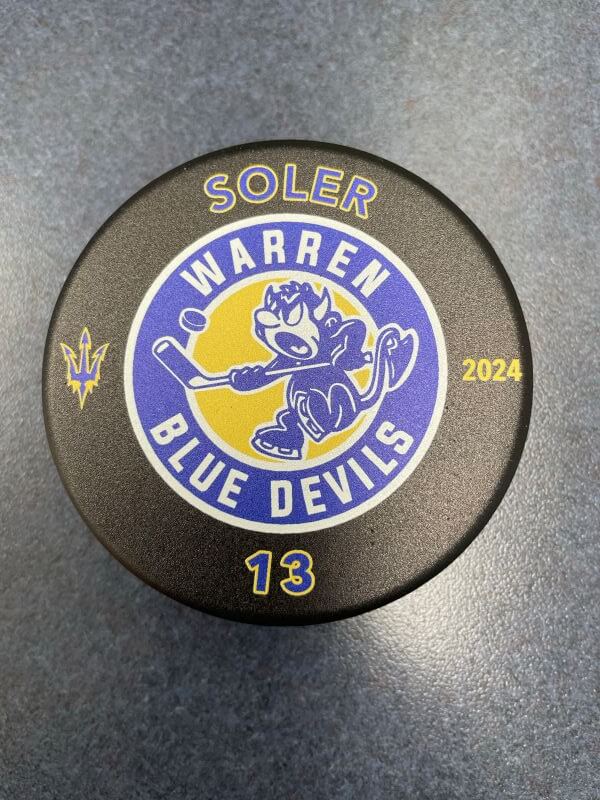 SOLER
WARREN
2024
BLUE DEVILS
13